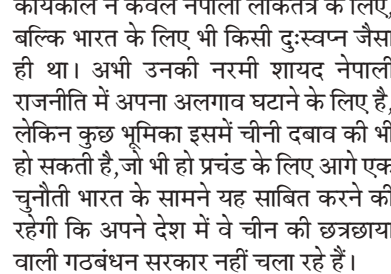 कार्यकाल न केवल नेपाली लोकतंत्र के लिए,
बल्कि भारत के लिए भी किसी दुःस्वप्न जैसा
ही था। अभी उनकी नरमी शायद नेपाली
राजनीति में अपना अलगाव घटाने के लिए है,
लेकिन कुछ भूमिका इसमें चीनी दबाव की भी
हो सकती है,जो भी हो प्रचंड के लिए आगे एक
चुनौती भारत के सामने यह साबित करने की
रहेगी कि अपने देश में वे चीन की छत्रछाया
वाली गठबंधन सरकार नहीं चला रहे हैं।